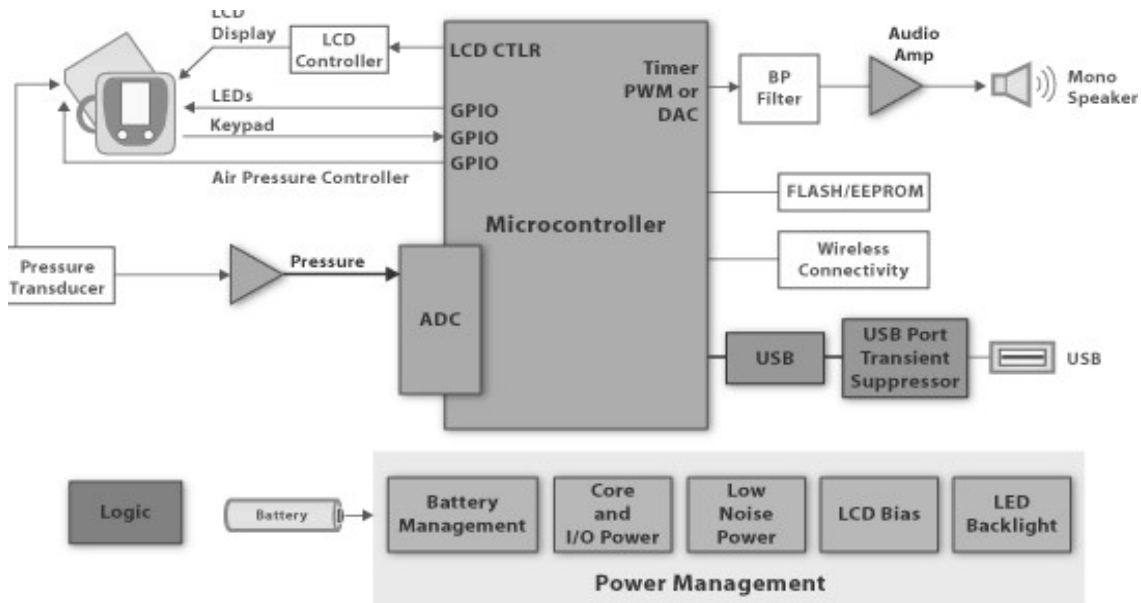 LCD
Display
LCD
Controller
LCD CTLR
LEDs
GPIO
Keypad
GPIO
GPIO
Air Pressure Controller
Timer
PWM or
DAC
BP
Filter
Audio
Amp
Mono
Speaker
FLASH/EEPROM
Microcontroller
Wireless
Connectivity
Pressure
Transducer
Pressure
ADC
USB
USB Port
Transient
Suppressor
USB
Logic
Battery
Battery
Management
Core
and
I/O Power
Low
Noise
Power
LCD Bias
LED
Backlight
Power Management